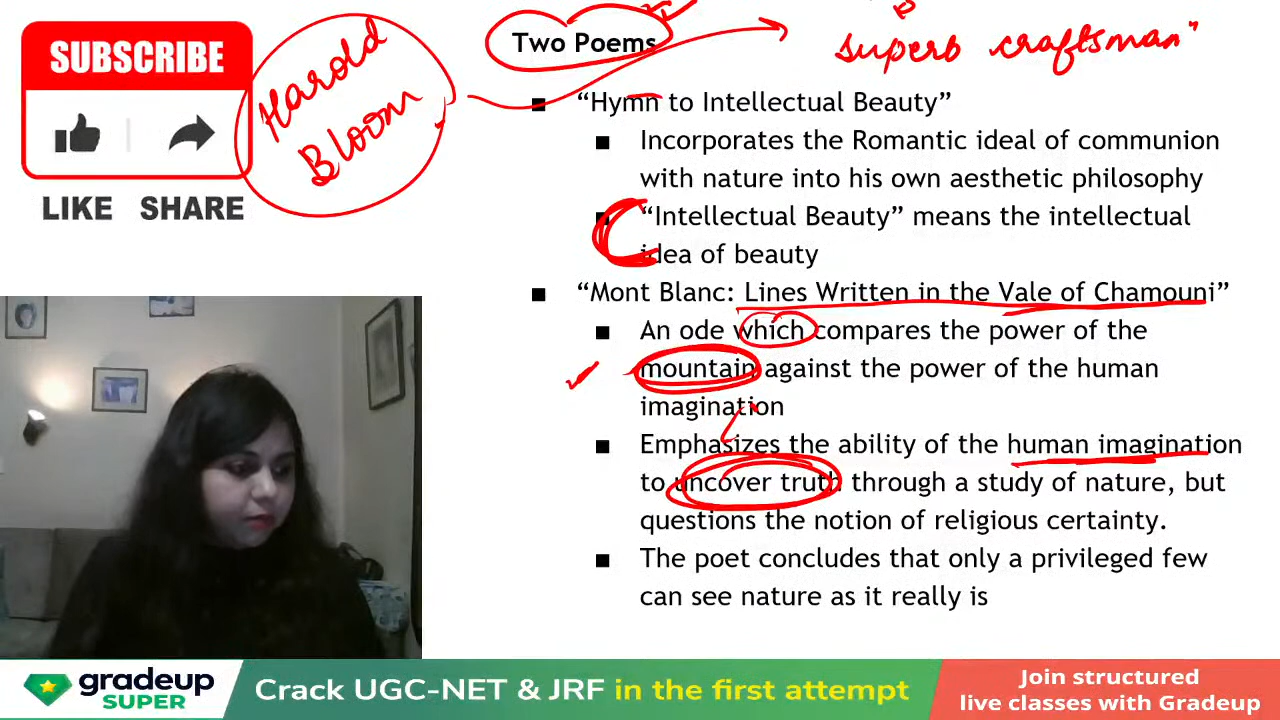 SUBSCRIBE
LIKE SHARE
Harold
Bloom
superb craftsman"
Two Poems
■ “Hymn to Intellectual Beauty”
■ Incorporates the Romantic ideal of communion
with nature into his own aesthetic philosophy
■ “Intellectual Beauty” means the intellectual
idea of beauty
■ “Mont Blanc: Lines Written in the Vale of Chamouni”
■ An ode which compares the power of the
mountain against the power of the human
imagination
■ Emphasizes the ability of the human imagination
to uncover truth through a study of nature, but
questions the notion of religious certainty.
■ The poet concludes that only a privileged few
can see nature as it really is
gradeup
SUPER
Crack UGC-NET & JRF in the first attempt
Join structured
live classes with Gradeup